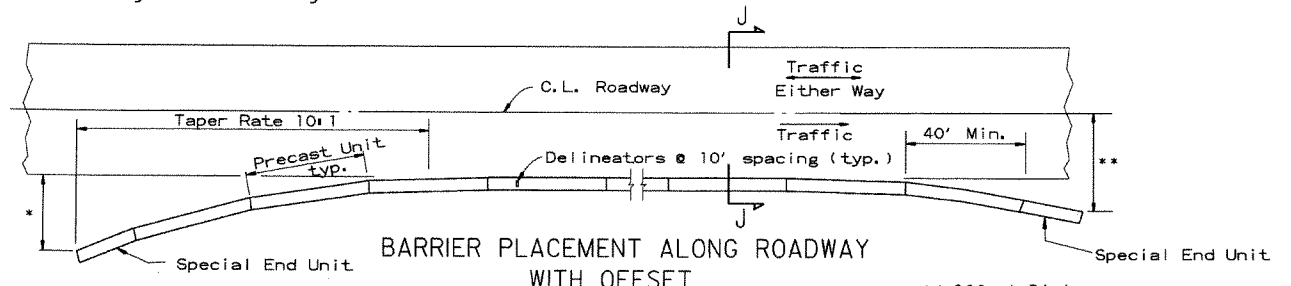 J
Traffic
Either Way
C.L. Roadway
Taper Rate 10:1
Traffic
40' Min.
Precast Unit
typ.
Delineators @ 10' spacing (typ.)
*
**
J
Special End Unit
BARRIER PLACEMENT ALONG ROADWAY
WITH OFFSET
Special End Unit